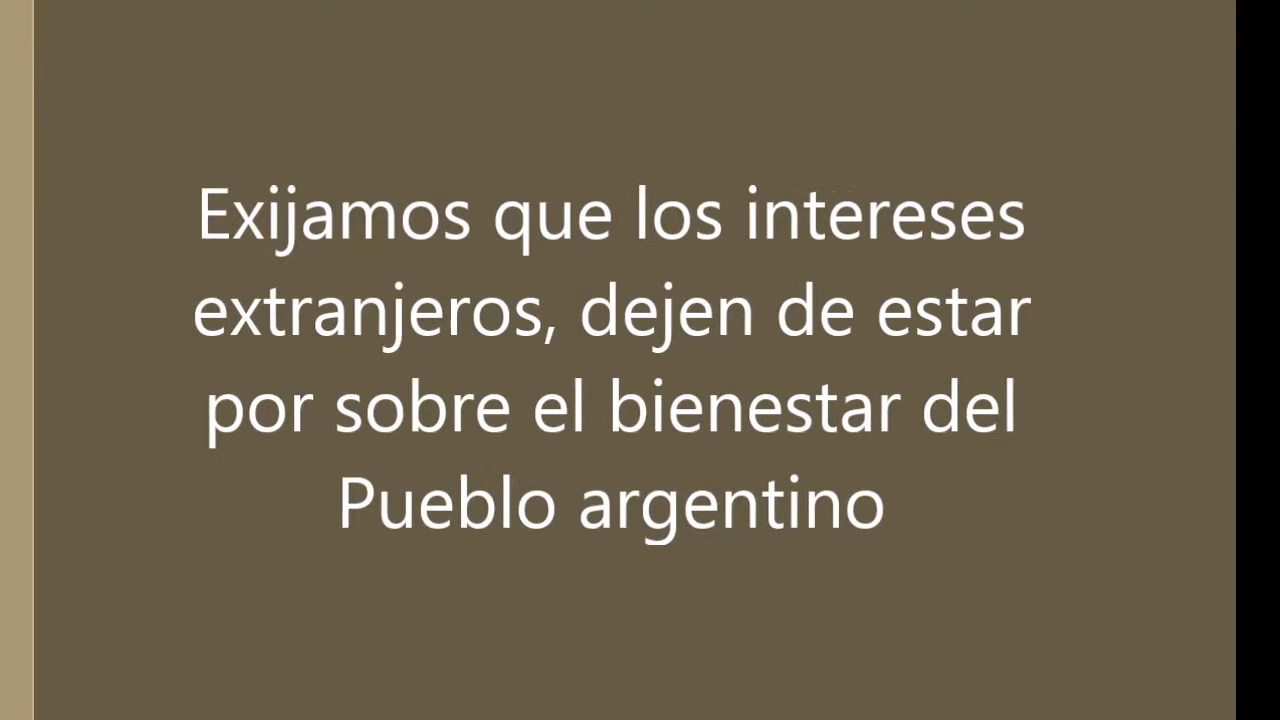 Exijamos que los intereses
extranjeros, dejen de estar
por sobre el bienestar del
Pueblo argentino